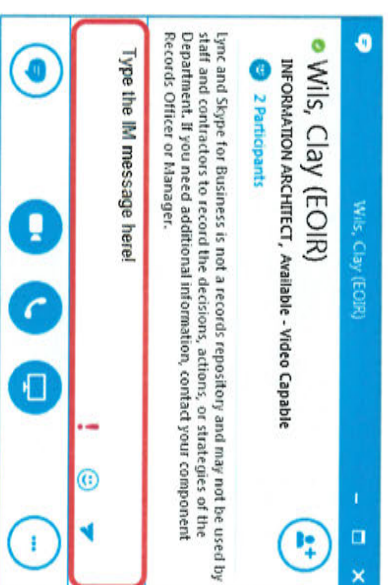 Wils, Clay (EOIR)
Wils, Clay (EOIR)
INFORMATION ARCHITECT, Available - Video Capable
2 Participants
Lync and Skype for Business is not a records repository and may not be used by
staff and contractors to record the decisions, actions, or strategies of the
Department. If you need additional information, contact your component
Records Officer or Manager.
Type the IM message here!